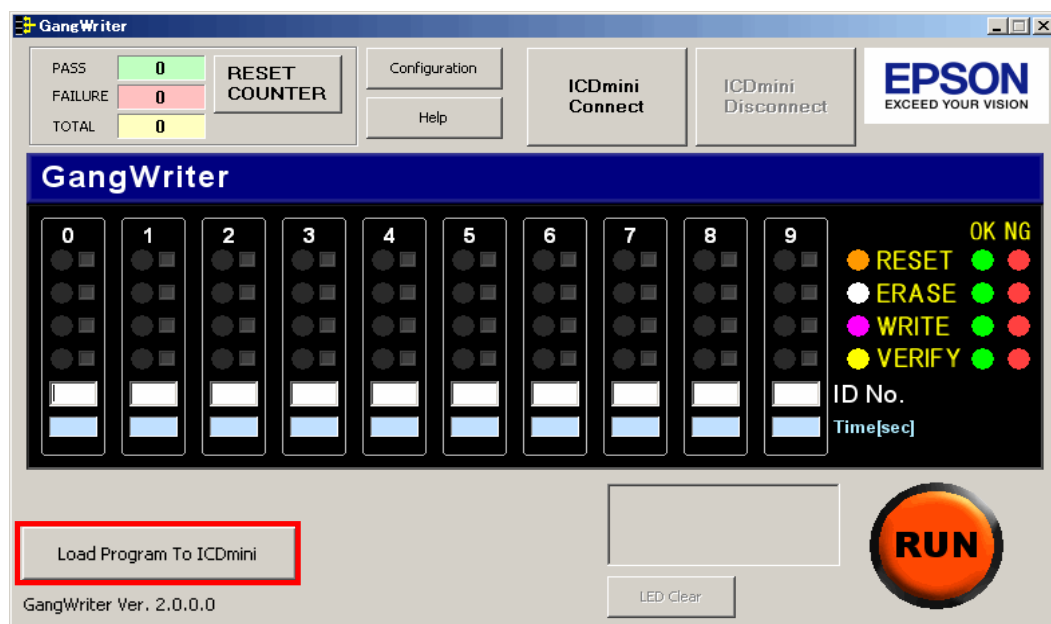 GangWriter
PASS 0
FAILURE 0
TOTAL 0
RESET
COUNTER
Configuration
Help
ICDmini
Connect
ICDmini
Disconnect
EPSON
EXCEED YOUR VISION
GangWriter
0 1 2 3 4 5 6 7 8 9
OK NG
RESET
ERASE
WRITE
VERIFY
ID No.
Time[sec]
Load Program To ICDmini
LED Clear
RUN
GangWriter Ver. 2.0.0.0